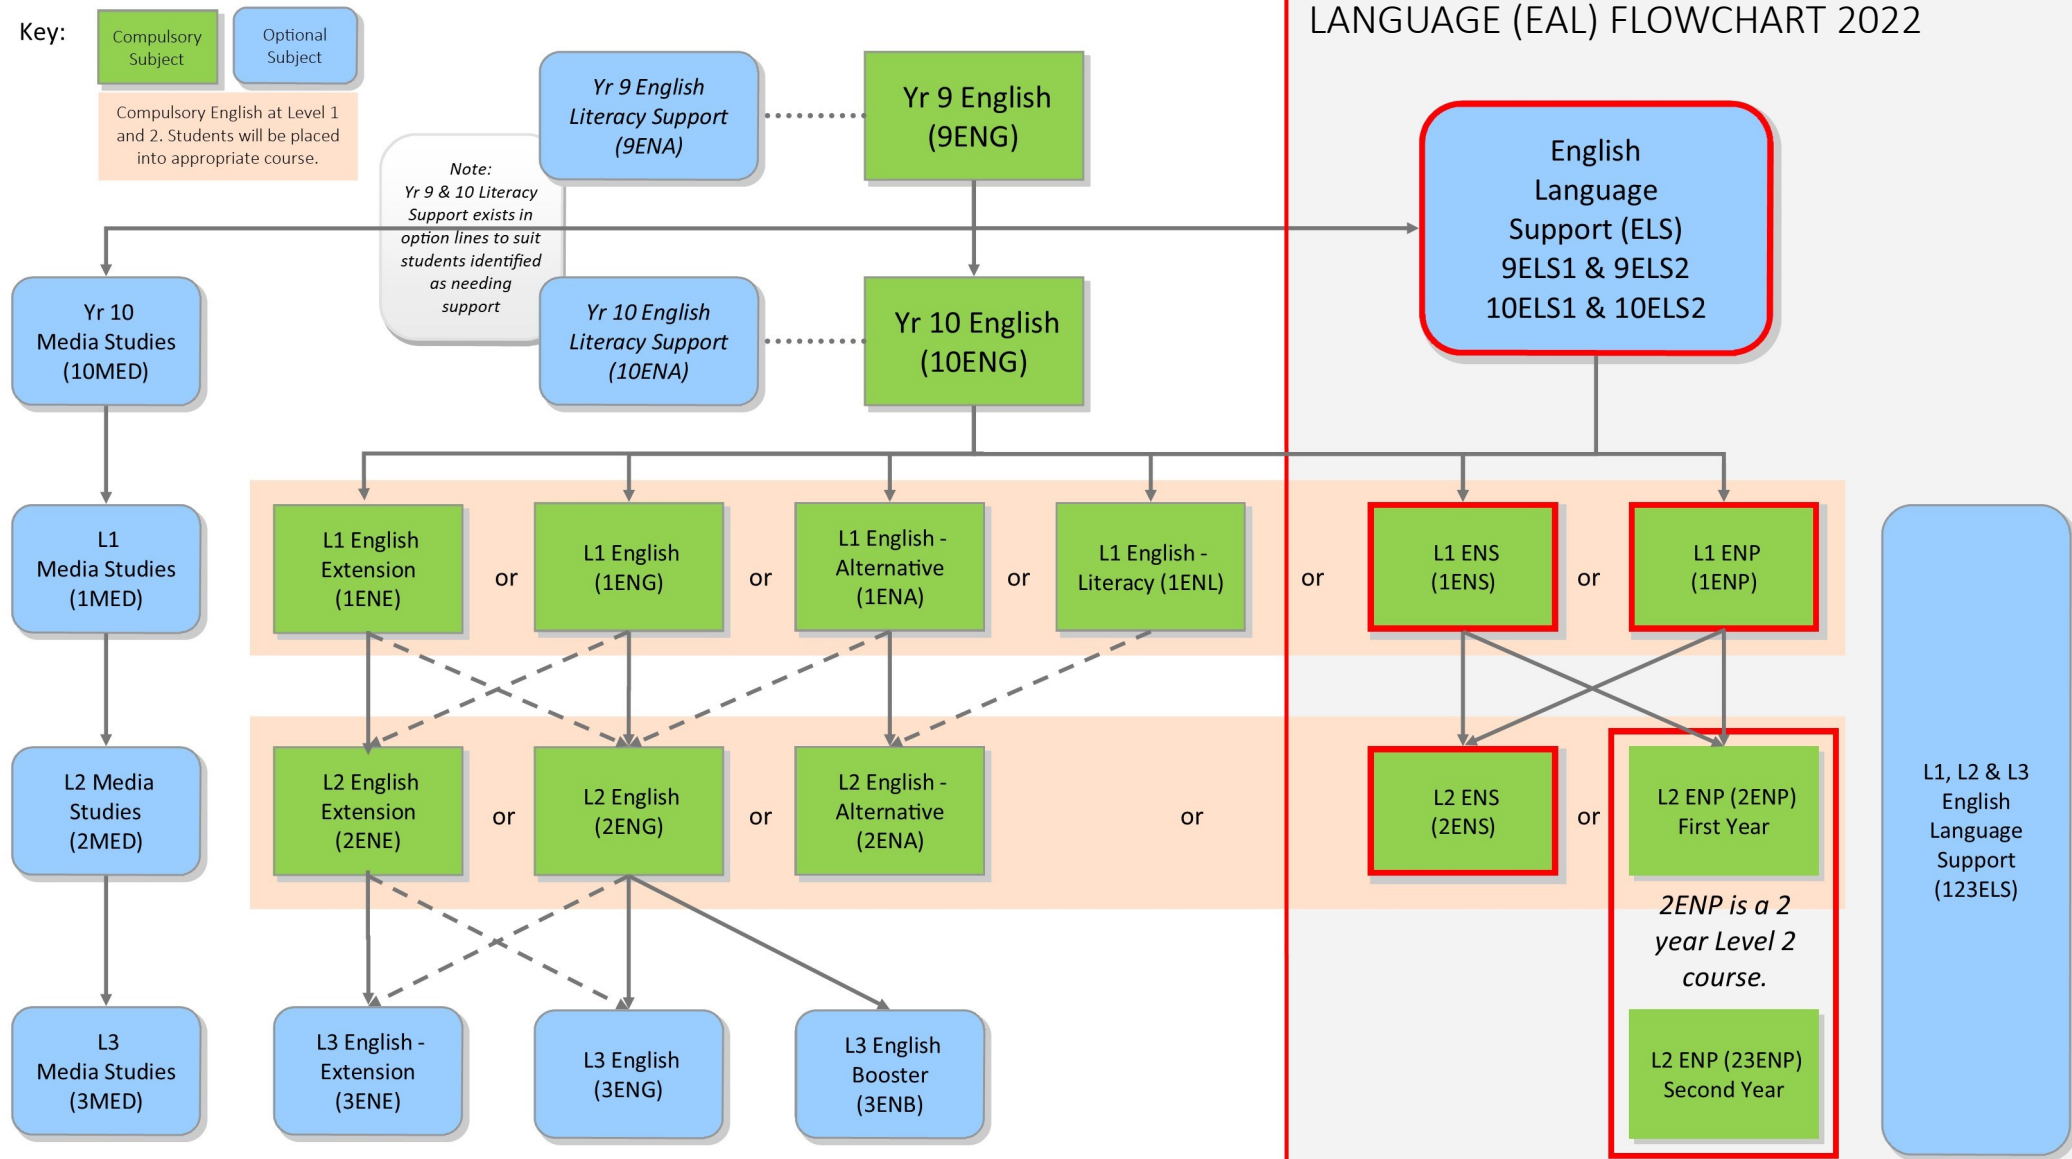 Key:
Compulsory
Subject
Optional
Subject
Compulsory English at Level 1
and 2. Students will be placed
into appropriate course.
LANGUAGE (EAL) FLOWCHART 2022
Note:
Yr 9 & 10 Literacy
Support exists in
option lines to suit
students identified
as needing
support
Yr 9 English
Literacy Support
(9ENA)
Yr 9 English
(9ENG)
English
Language
Support (ELS)
9ELS1 & 9ELS2
10ELS1 & 10ELS2
Yr 10
Media Studies
(10MED)
Yr 10 English
Literacy Support
(10ENA)
Yr 10 English
(10ENG)
L1
Media Studies
(1MED)
L1 English
Extension
(1ENE)
or
L1 English
(1ENG)
or
L1 English -
Alternative
(1ENA)
or
L1 English -
Literacy (1ENL)
or
L1 ENS
(1ENS)
or
L1 ENP
(1ENP)
L2 Media
Studies
(2MED)
L2 English
Extension
(2ENE)
or
L2 English
(2ENG)
or
L2 English -
Alternative
(2ENA)
or
L2 ENS
(2ENS)
or
L2 ENP (2ENP)
First Year
2ENP is a 2
year Level 2
course.
L2 ENP (23ENP)
Second Year
L1, L2 & L3
English
Language
Support
(123ELS)
L3
Media Studies
(3MED)
L3 English -
Extension
(3ENE)
L3 English
(3ENG)
L3 English
Booster
(3ENB)